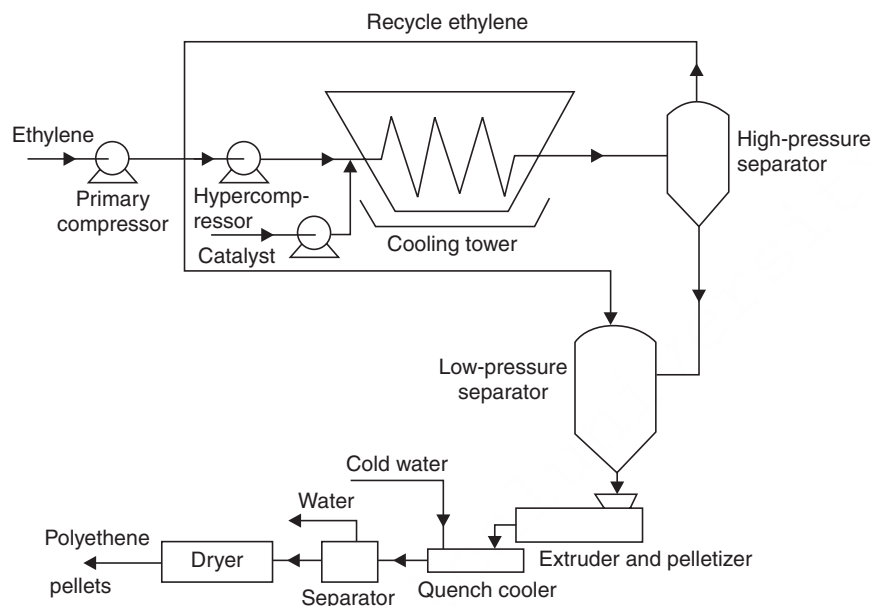 Recycle ethylene
Ethylene
Primary
compressor
Hypercomp-
ressor
Catalyst
Cooling tower
High-pressure
separator
Low-pressure
separator
Cold water
Water
Polyethene
pellets
Dryer
Separator
Quench cooler
Extruder and pelletizer